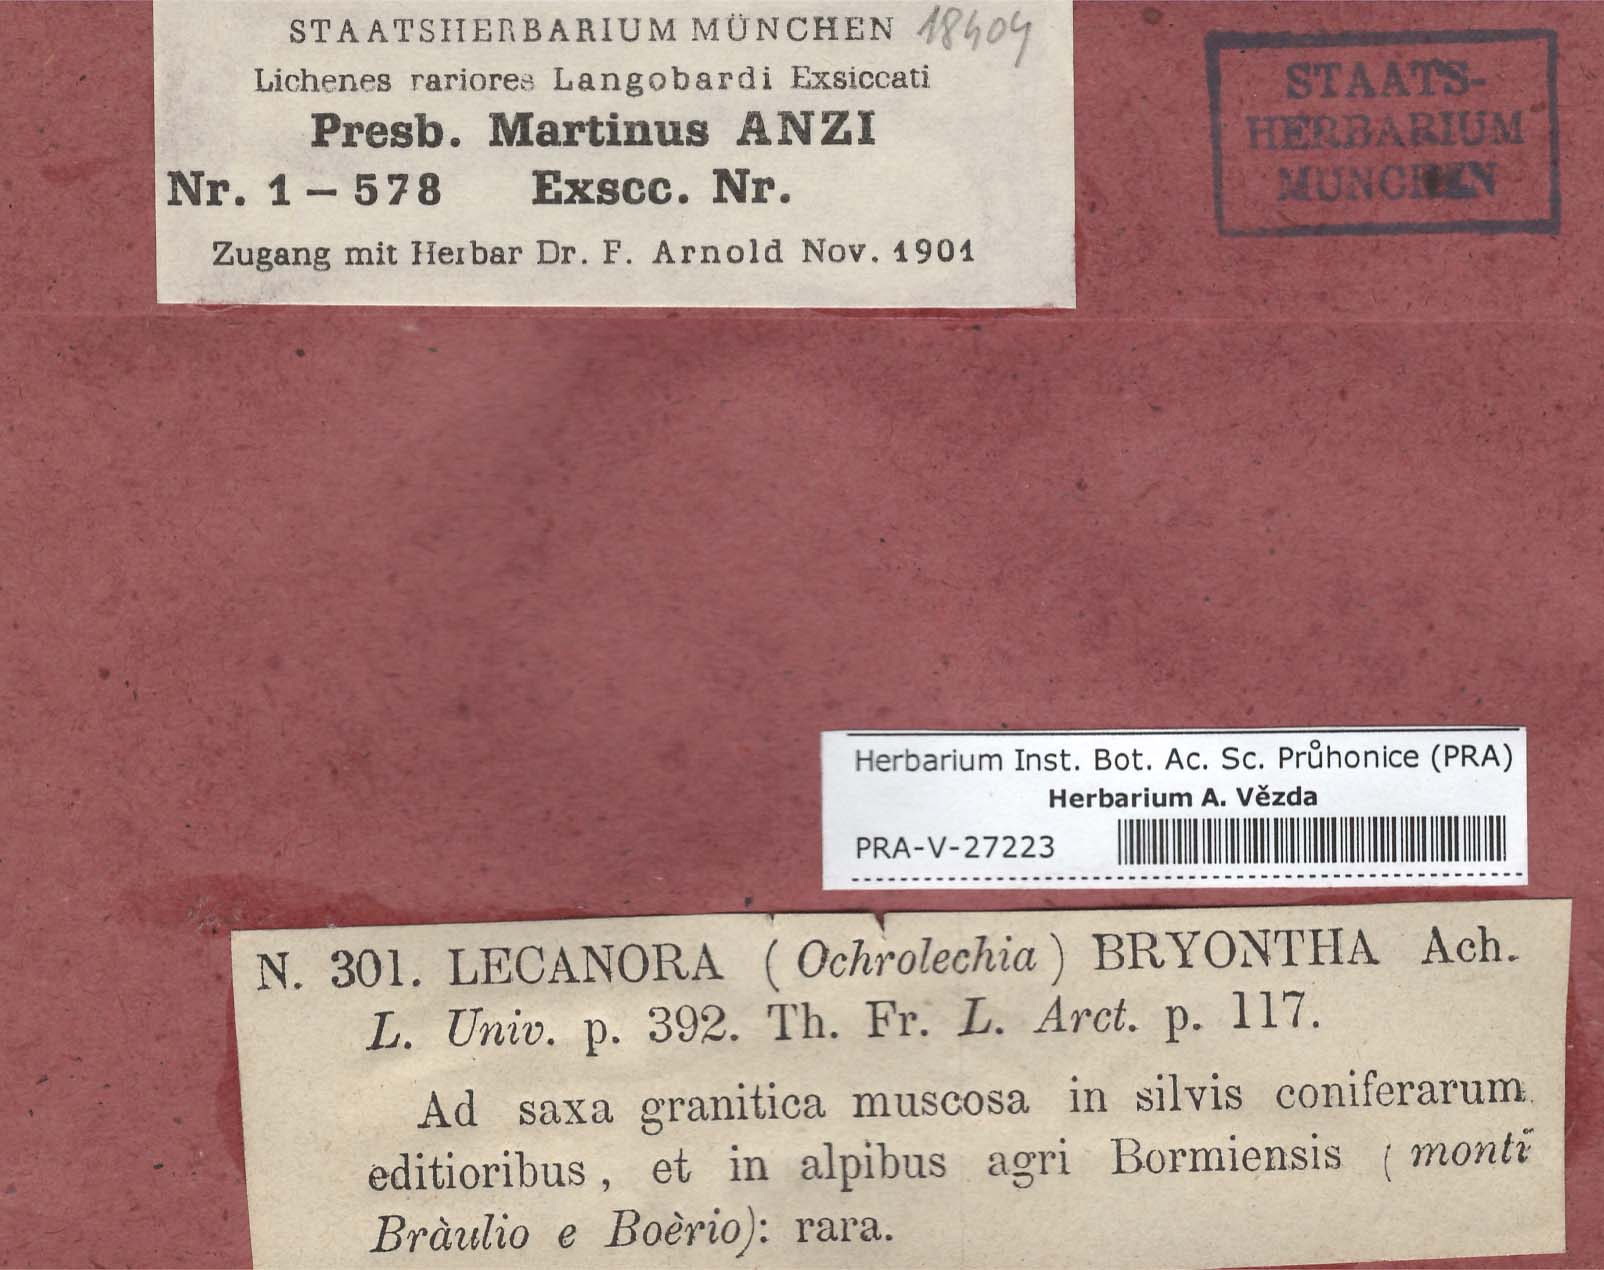 STAATSHERBARIUM MÜNCHEN 18404
Lichenes rariores Langobardi Exsiccati
Presb. Martinus ANZI
Nr. 1 – 578 Exscc. Nr.
Zugang mit Herbar Dr. F. Arnold Nov. 1901
STAATS-
HERBARIUM
MÜNCHEN
Herbarium Inst. Bot. Ac. Sc. Průhonice (PRA)
Herbarium A. Vězda
PRA-V-27223
N. 301. LECANORA (Ochrolechia) BRYONTHA Ach.
L. Univ. p. 392. Th. Fr. L. Arct. p. 117.
Ad saxa granitica muscosa in silvis coniferarum
editioribus, et in alpibus agri Bormiensis (monti
Bràulio e Boèrio): rara.